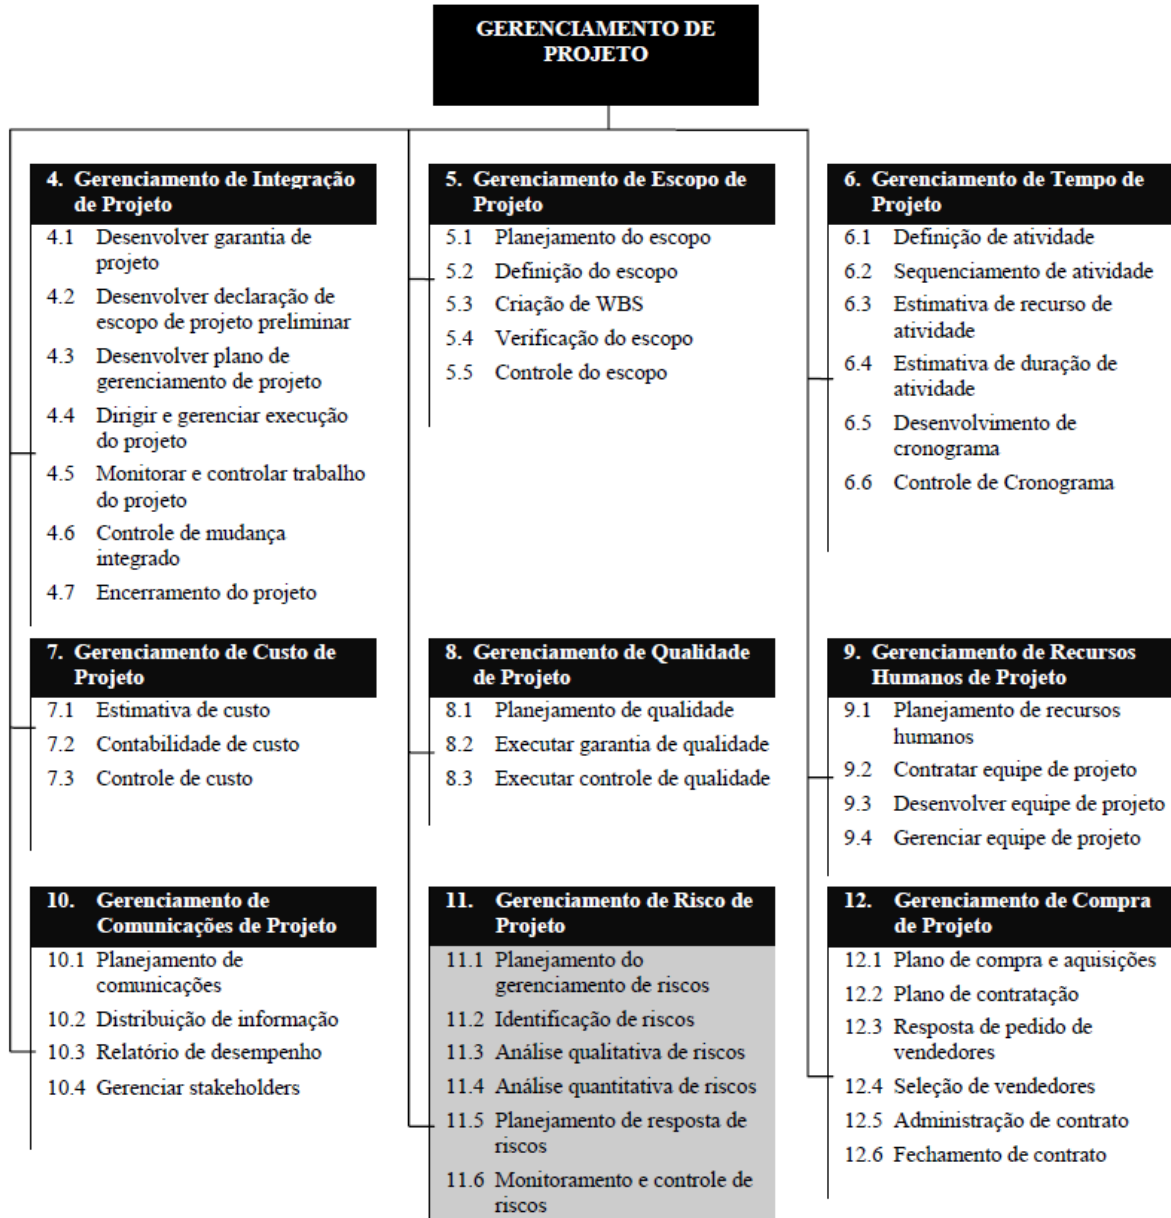 GERENCIAMENTO DE
PROJETO
4. Gerenciamento de Integração
de Projeto
4.1 Desenvolver garantia de
projeto
4.2 Desenvolver declaração de
escopo de projeto preliminar
4.3 Desenvolver plano de
gerenciamento de projeto
4.4 Dirigir e gerenciar execução
do projeto
4.5 Monitorar e controlar trabalho
do projeto
4.6 Controle de mudança
integrado
4.7 Encerramento do projeto
5. Gerenciamento de Escopo de
Projeto
5.1 Planejamento do escopo
5.2 Definição do escopo
5.3 Criação de WBS
5.4 Verificação do escopo
5.5 Controle do escopo
6. Gerenciamento de Tempo de
Projeto
6.1 Definição de atividade
6.2 Sequenciamento de atividade
6.3 Estimativa de recurso de
atividade
6.4 Estimativa de duração de
atividade
6.5 Desenvolvimento de
cronograma
6.6 Controle de Cronograma
7. Gerenciamento de Custo de
Projeto
7.1 Estimativa de custo
7.2 Contabilidade de custo
7.3 Controle de custo
8. Gerenciamento de Qualidade
de Projeto
8.1 Planejamento de qualidade
8.2 Executar garantia de qualidade
8.3 Executar controle de qualidade
9. Gerenciamento de Recursos
Humanos de Projeto
9.1 Planejamento de recursos
humanos
9.2 Contratar equipe de projeto
9.3 Desenvolver equipe de projeto
9.4 Gerenciar equipe de projeto
10. Gerenciamento de
Comunicações de Projeto
10.1 Planejamento de
comunicações
10.2 Distribuição de informação
10.3 Relatório de desempenho
10.4 Gerenciar stakeholders
11. Gerenciamento de Risco de
Projeto
11.1 Planejamento do
gerenciamento de riscos
11.2 Identificação de riscos
11.3 Análise qualitativa de riscos
11.4 Análise quantitativa de riscos
11.5 Planejamento de resposta de
riscos
11.6 Monitoramento e controle de
riscos
12. Gerenciamento de Compra
de Projeto
12.1 Plano de compra e aquisições
12.2 Plano de contratação
12.3 Resposta de pedido de
vendedores
12.4 Seleção de vendedores
12.5 Administração de contrato
12.6 Fechamento de contrato